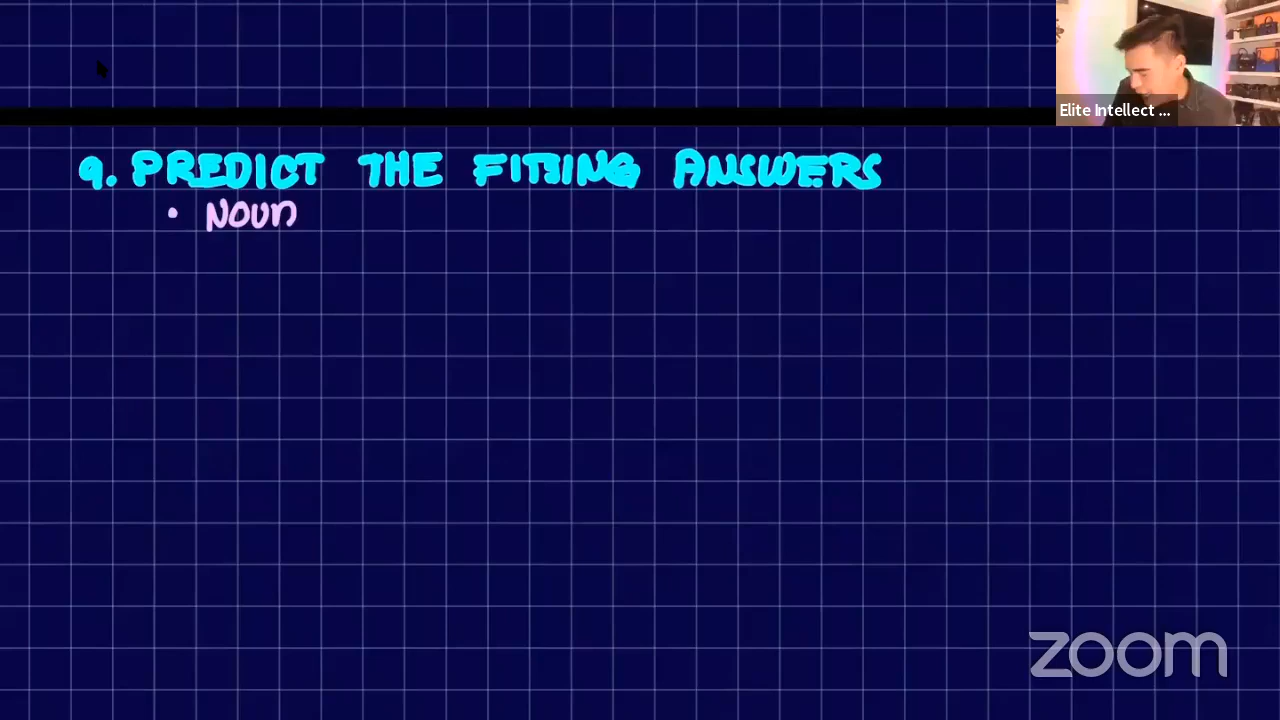 Elite Intellect ...
9. PREDICT THE FITTING ANSWERS
• NOUN
zoom